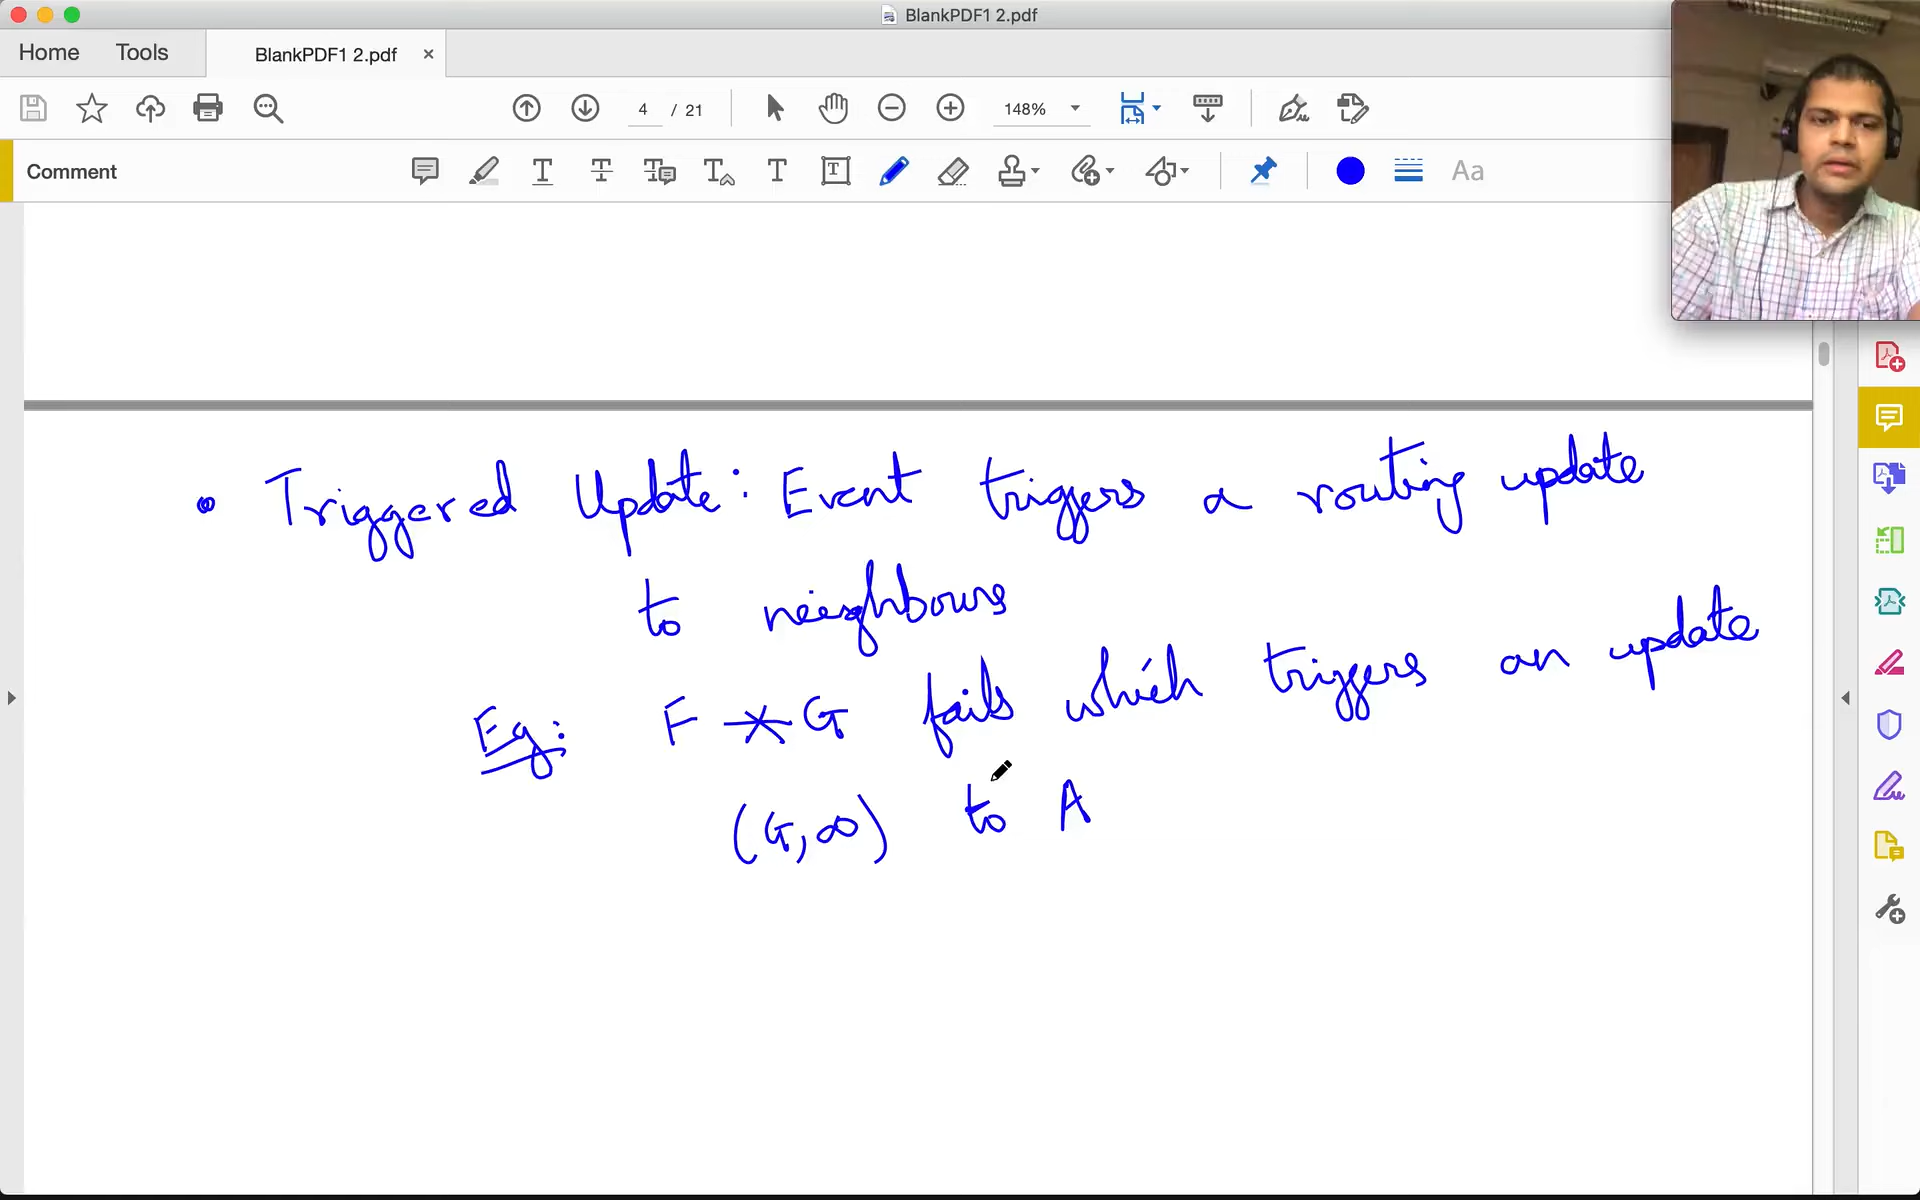 BlankPDF1 2.pdf
Home Tools BlankPDF1 2.pdf ×
4 / 21 148%
Comment T T T T T T Aa
• Triggered Update: Event triggers a routing update
to neighbours
Eg: F ✕ G fails which triggers an update
(G, ∞) to A